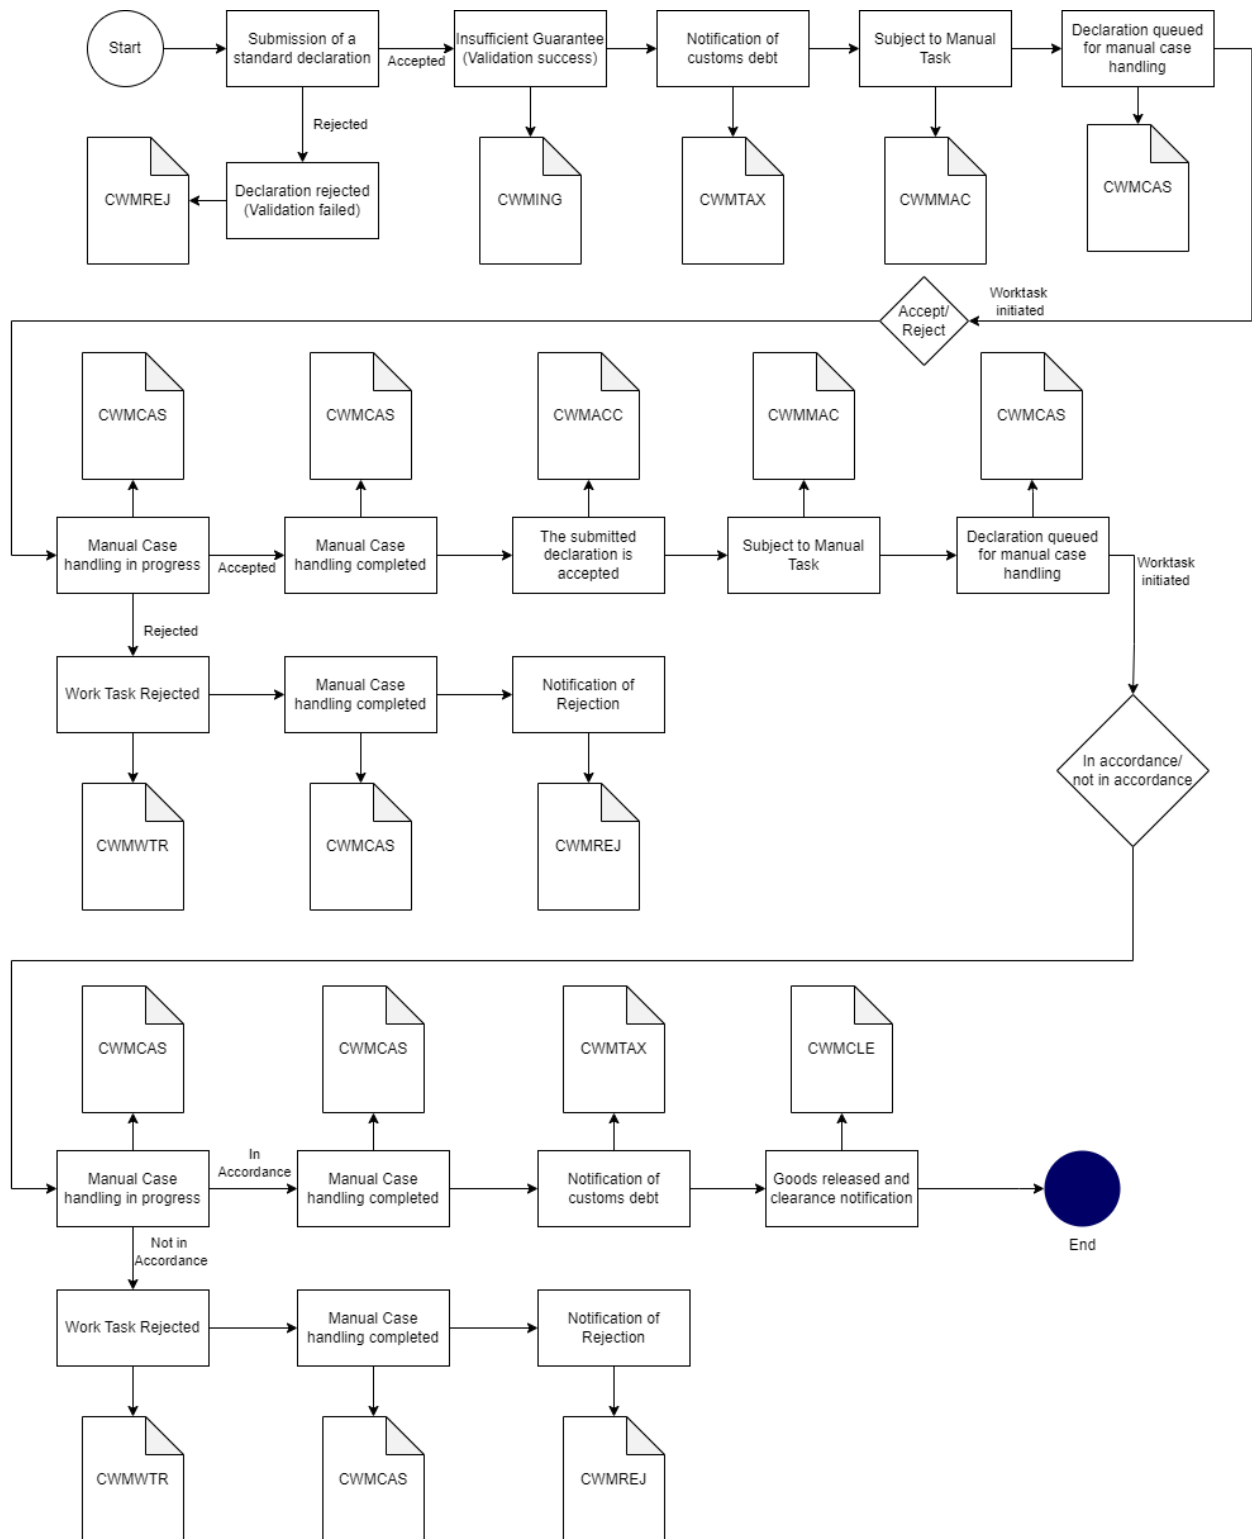 Start
Submission of a
standard declaration
Accepted
Insufficient Guarantee
(Validation success)
Notification of
customs debt
Subject to Manual
Task
Declaration queued
for manual case
handling
Rejected
CWMREJ
Declaration rejected
(Validation failed)
CWMING
CWMTAX
CWMMAC
CWMCAS
Accept/
Reject
Worktask
initiated
CWMCAS
CWMCAS
CWMACC
CWMMAC
CWMCAS
Manual Case
handling in progress
Accepted
Manual Case
handling completed
The submitted
declaration is
accepted
Subject to Manual
Task
Declaration queued
for manual case
handling
Worktask
initiated
Rejected
Work Task Rejected
Manual Case
handling completed
Notification of
Rejection
In accordance/
not in accordance
CWMWTR
CWMCAS
CWMREJ
CWMCAS
CWMCAS
CWMTAX
CWMCLE
Manual Case
handling in progress
In
Accordance
Manual Case
handling completed
Notification of
customs debt
Goods released and
clearance notification
End
Not in
Accordance
Work Task Rejected
Manual Case
handling completed
Notification of
Rejection
CWMWTR
CWMCAS
CWMREJ